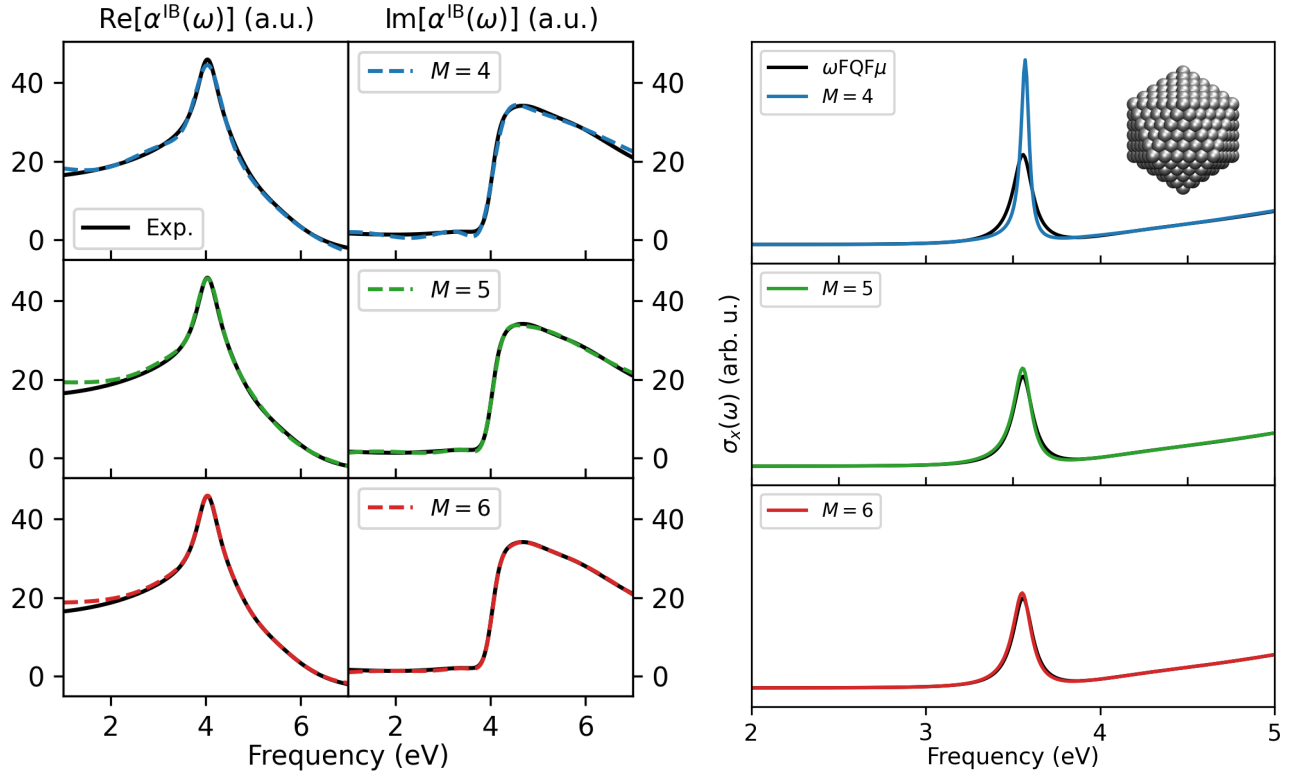 Re[α^IB(ω)] (a.u.)
Im[α^IB(ω)] (a.u.)
40
20
0
Exp.
M = 4
40
20
0
40
20
0
M = 5
40
20
0
40
20
0
M = 6
40
20
0
2
4
6
2
4
6
Frequency (eV)
σ_x(ω) (arb. u.)
ωFQFμ
M = 4
M = 5
M = 6
2
3
4
5
Frequency (eV)